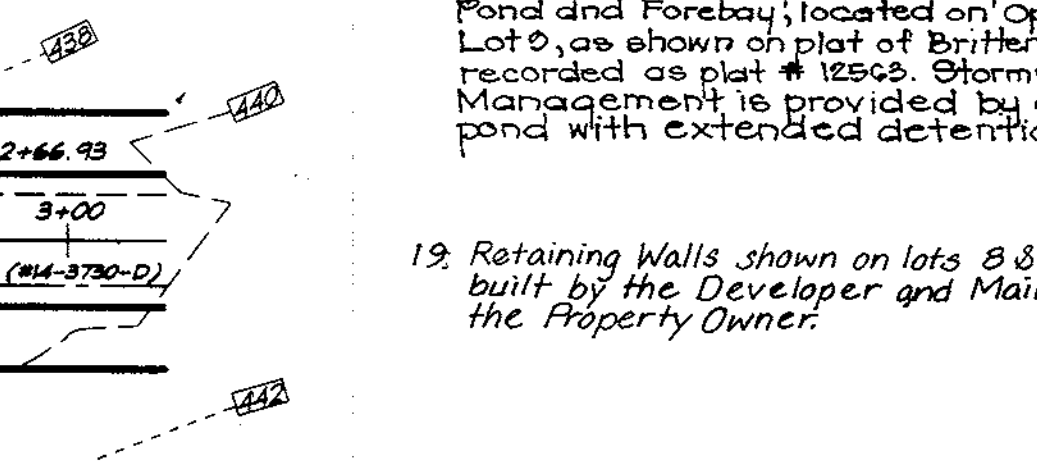 438
440
2+66.93
3+00
(#14-3730-D)
442
Pond and Forebay', located on 'Op
Lot 9, as shown on plat of Britten
recorded as plat # 12563. Storm
Management is provided by
pond with extended detentio
19. Retaining Walls shown on lots 8 &
built by the Developer and Main
the Property Owner.